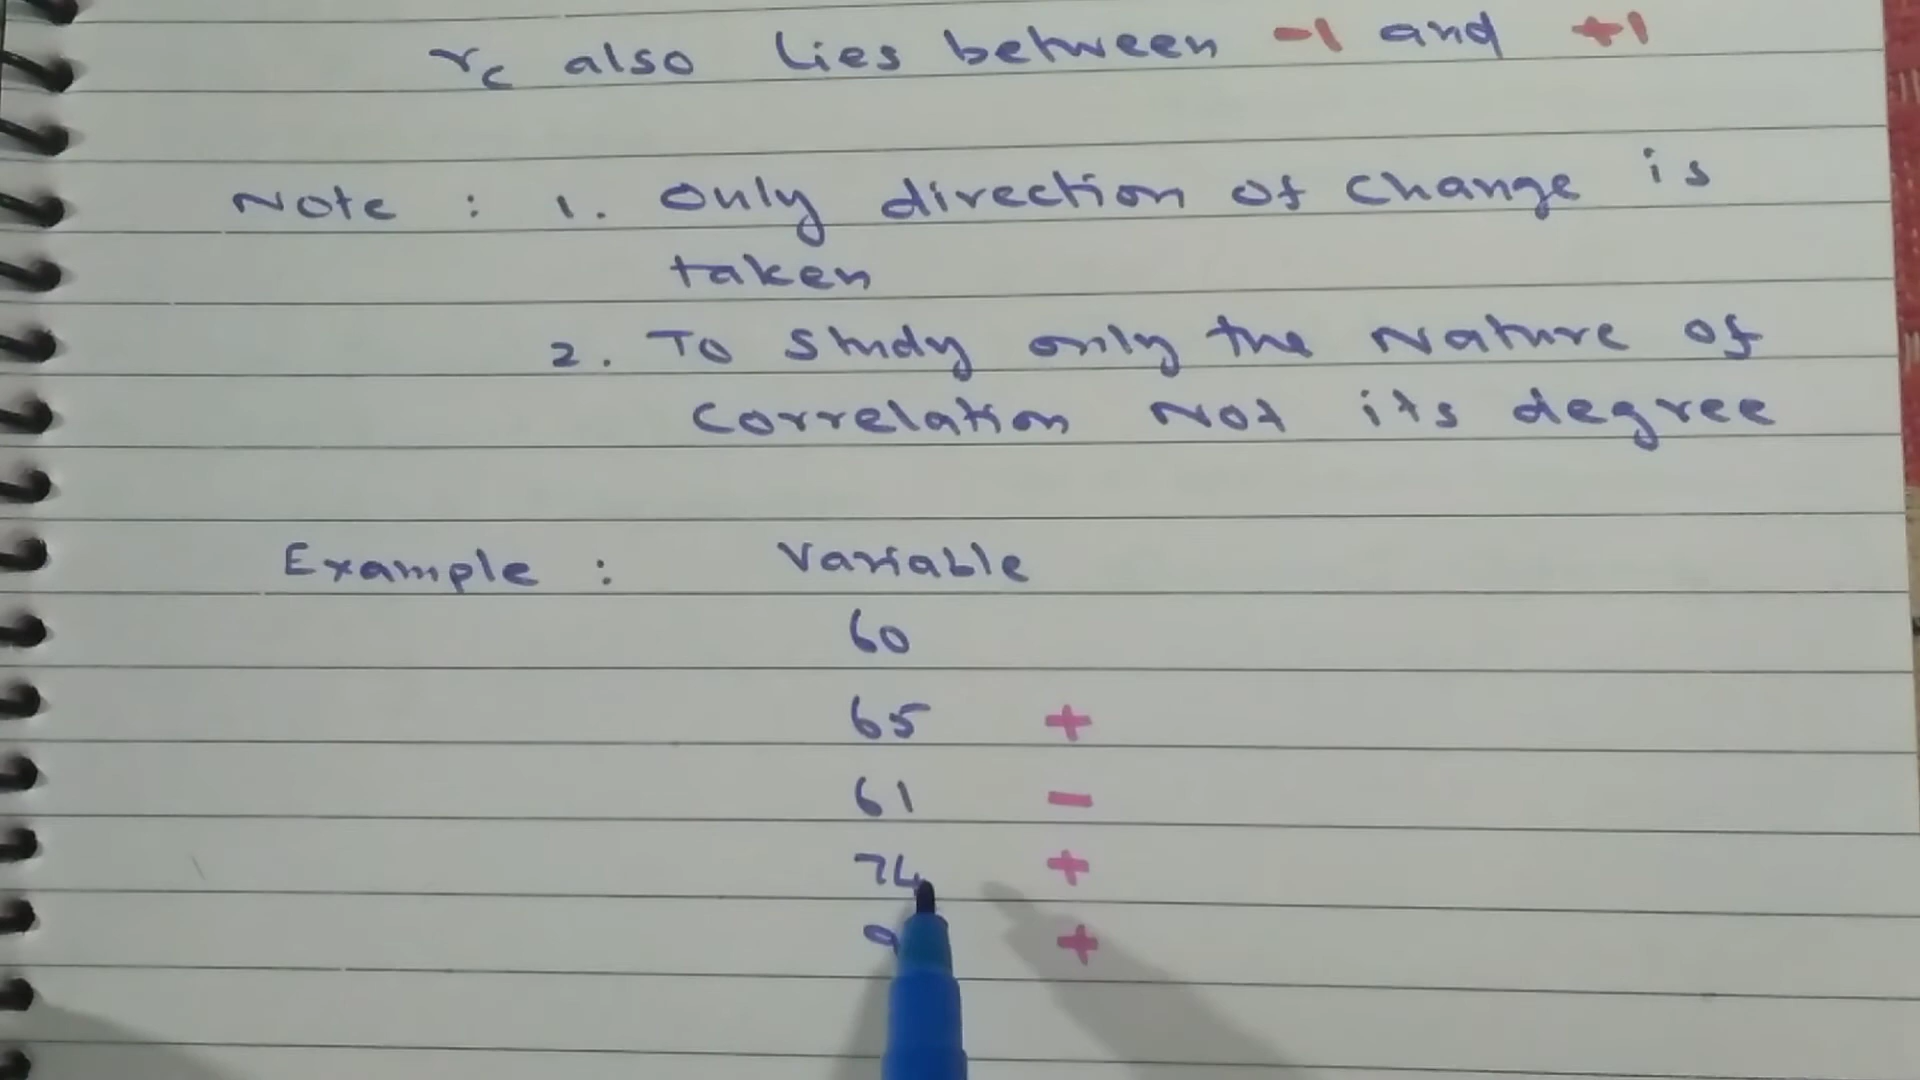 rc also lies between -1 and +1
Note : 1. Only direction of change is
taken
2. To study only the Nature of
Correlation Not its degree
Example : Variable
60
65 +
61 -
74 +
+